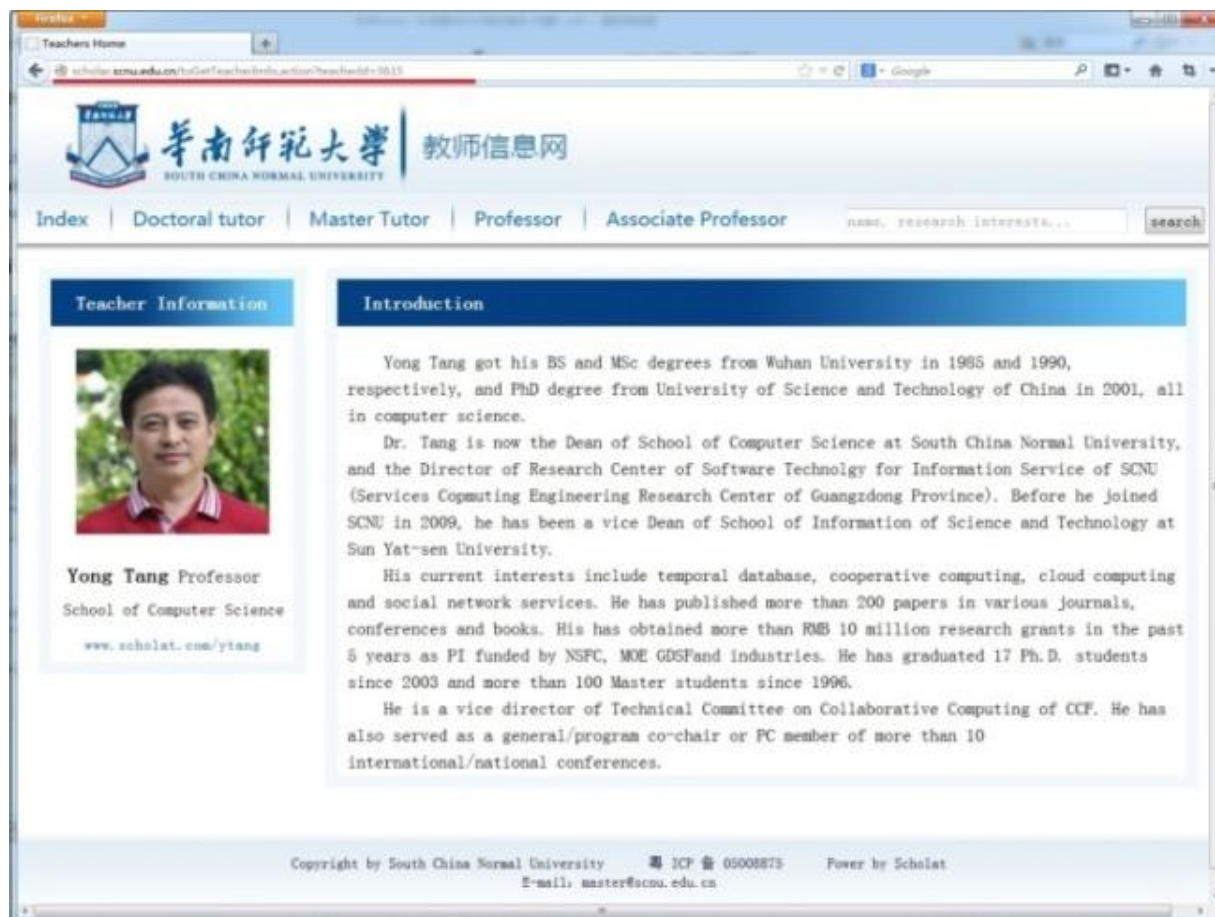 Firefox
Teachers Home
scholar.scnu.edu.cn/toGetTeacherInfo.action?teacherId=3615
Google
華南師範大學 教师信息网
SOUTH CHINA NORMAL UNIVERSITY
Index Doctoral tutor Master Tutor Professor Associate Professor name, research interests... search
Teacher Information
Yong Tang Professor
School of Computer Science
www.scholat.com/ytang
Introduction
Yong Tang got his BS and MSc degrees from Wuhan University in 1985 and 1990,
respectively, and PhD degree from University of Science and Technology of China in 2001, all
in computer science.
Dr. Tang is now the Dean of School of Computer Science at South China Normal University,
and the Director of Research Center of Software Technolgy for Information Service of SCNU
(Services Copmuting Engineering Research Center of Guangzdong Province). Before he joined
SCNU in 2009, he has been a vice Dean of School of Information of Science and Technology at
Sun Yat-sen University.
His current interests include temporal database, cooperative computing, cloud computing
and social network services. He has published more than 200 papers in various journals,
conferences and books. His has obtained more than RMB 10 million research grants in the past
5 years as PI funded by NSFC, MOE GDSFand industries. He has graduated 17 Ph.D. students
since 2003 and more than 100 Master students since 1996.
He is a vice director of Technical Committee on Collaborative Computing of CCF. He has
also served as a general/program co-chair or PC member of more than 10
international/national conferences.
Copyright by South China Normal University 粤 ICP 备 05008875 Power by Scholat
E-mail: master@scnu.edu.cn